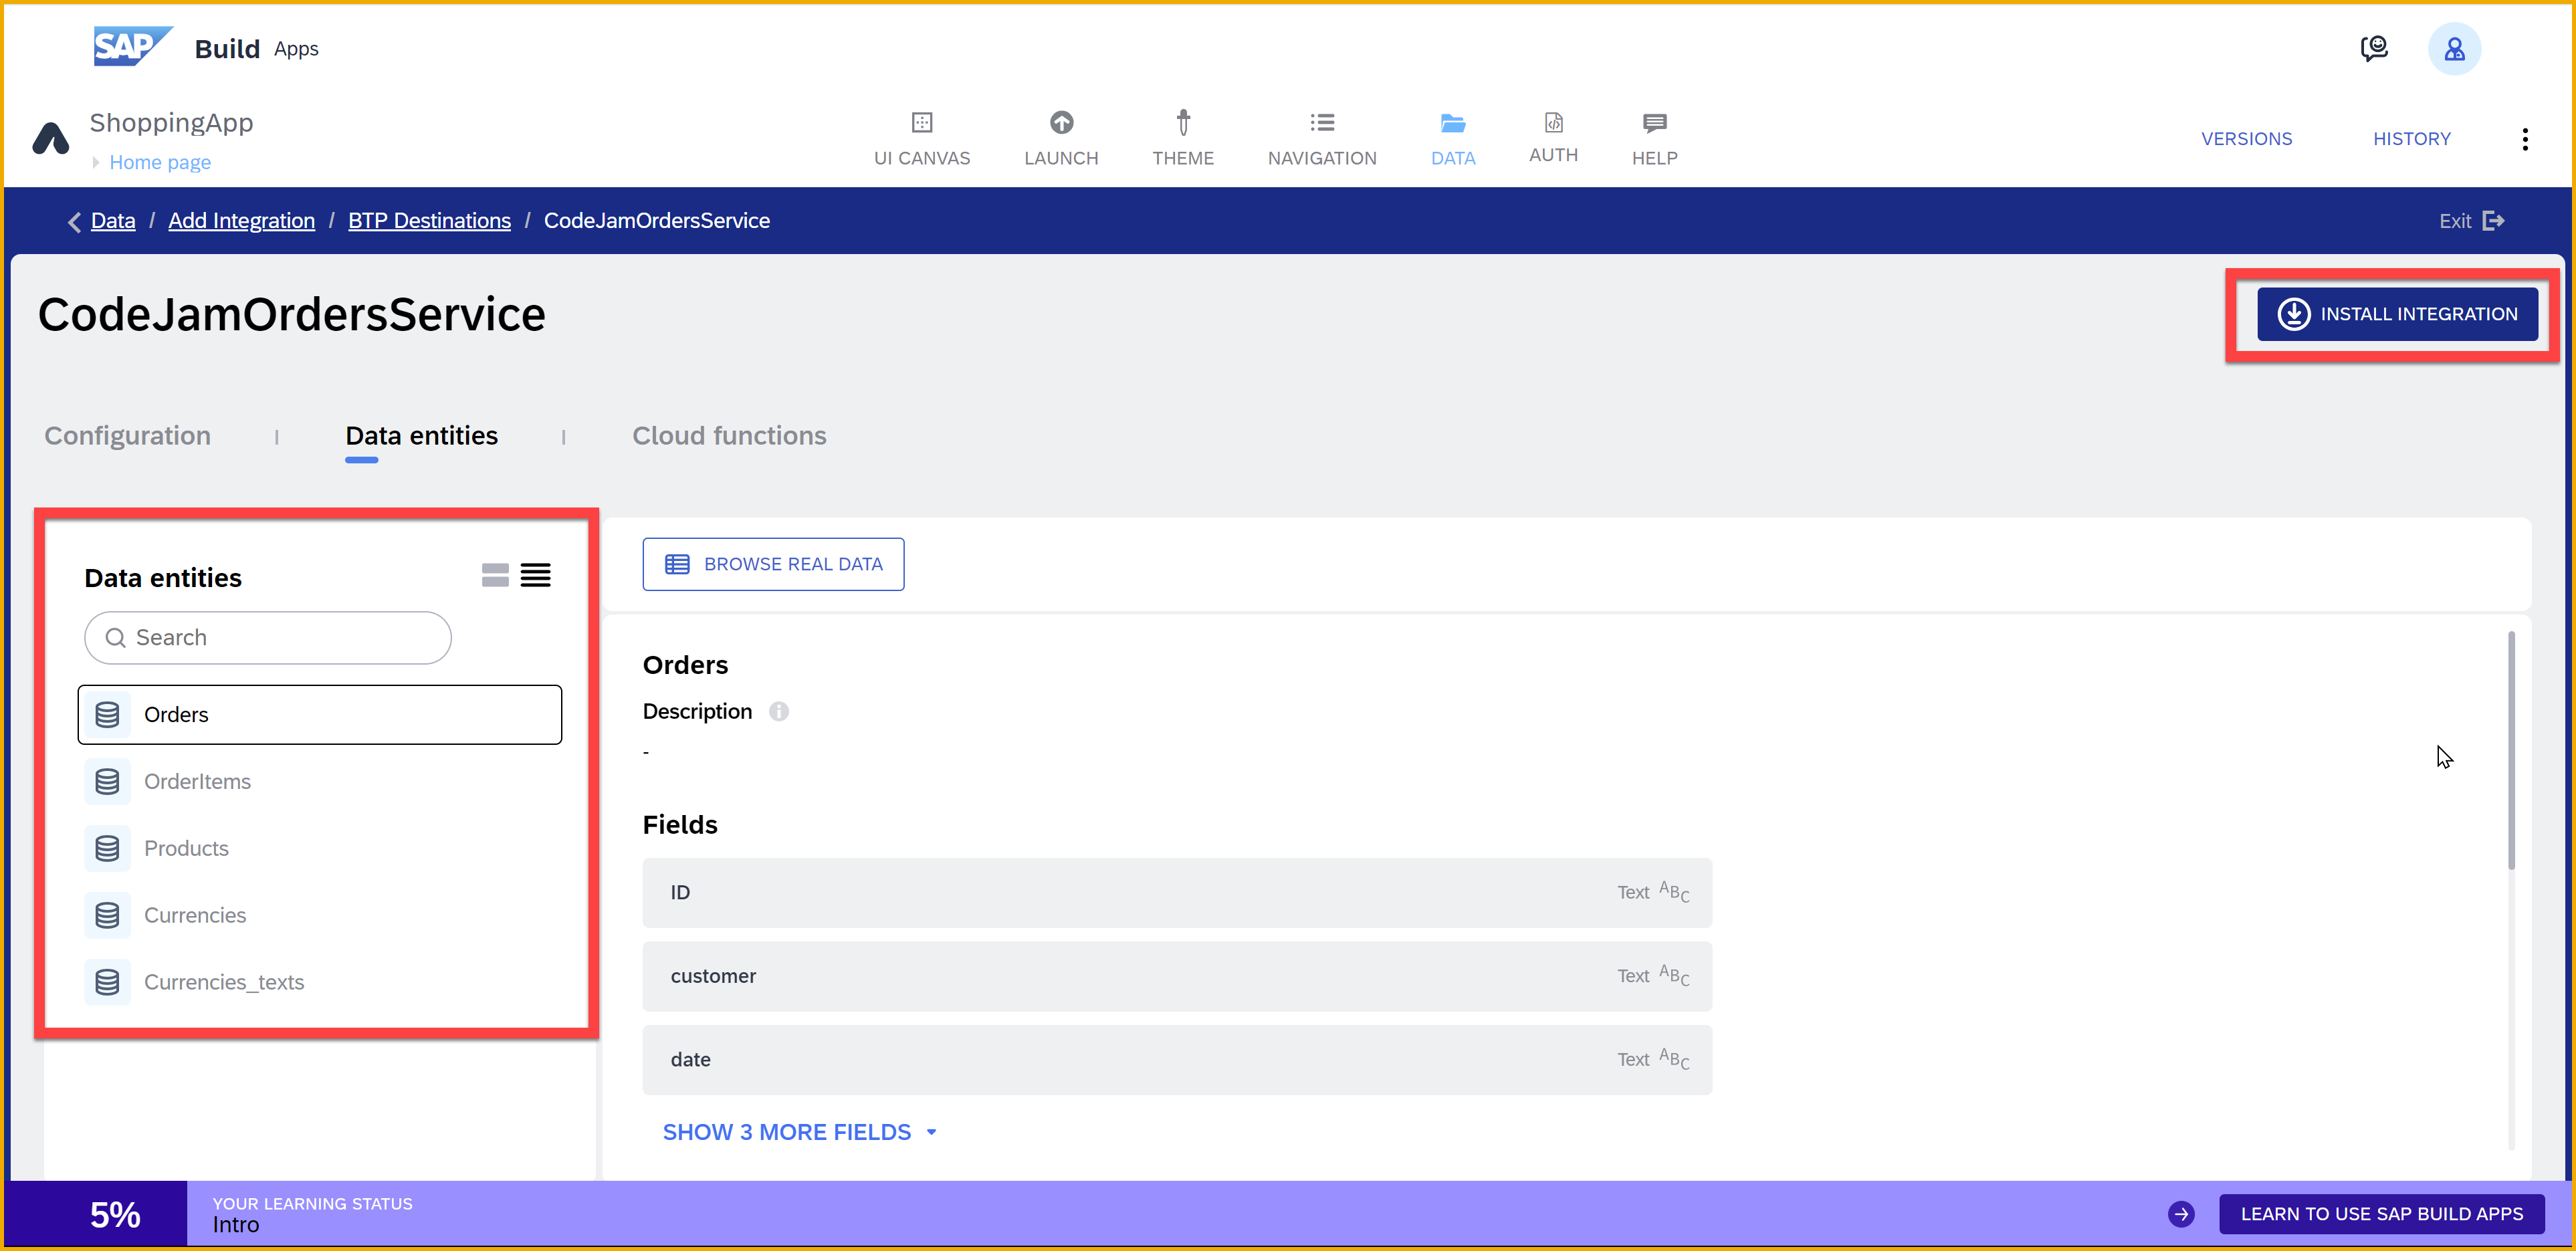 SAP Build Apps
ShoppingApp
Home page
UI CANVAS LAUNCH THEME NAVIGATION DATA AUTH HELP
VERSIONS HISTORY
Data / Add Integration / BTP Destinations / CodeJamOrdersService
Exit
CodeJamOrdersService
INSTALL INTEGRATION
Configuration Data entities Cloud functions
Data entities
Search
Orders
OrderItems
Products
Currencies
Currencies_texts
BROWSE REAL DATA
Orders
Description
-
Fields
ID Text ABC
customer Text ABC
date Text ABC
SHOW 3 MORE FIELDS
5%
YOUR LEARNING STATUS
Intro
LEARN TO USE SAP BUILD APPS